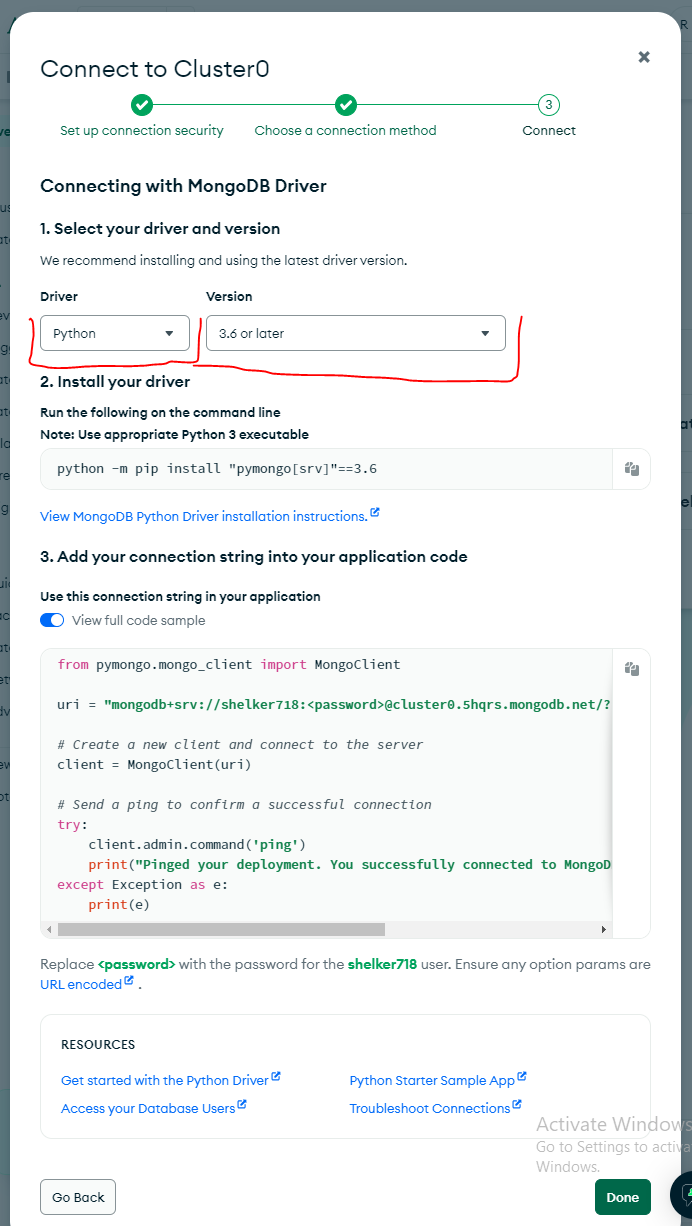 Connect to Cluster0
3
Set up connection security
Choose a connection method
Connect
Connecting with MongoDB Driver
1. Select your driver and version
We recommend installing and using the latest driver version.
Driver
Version
Python
3.6 or later
2. Install your driver
Run the following on the command line
Note: Use appropriate Python 3 executable
python -m pip install "pymongo[srv]"==3.6
View MongoDB Python Driver installation instructions.
3. Add your connection string into your application code
Use this connection string in your application
View full code sample
from pymongo.mongo_client import MongoClient
uri = "mongodb+srv://shelker718:<password>@cluster0.5hqrs.mongodb.net/?
# Create a new client and connect to the server
client = MongoClient(uri)
# Send a ping to confirm a successful connection
try:
    client.admin.command('ping')
    print("Pinged your deployment. You successfully connected to MongoD
except Exception as e:
    print(e)
Replace <password> with the password for the shelker718 user. Ensure any option params are
URL encoded .
RESOURCES
Get started with the Python Driver
Python Starter Sample App
Access your Database Users
Troubleshoot Connections
Activate Windows
Go to Settings to activa
Windows.
Go Back
Done